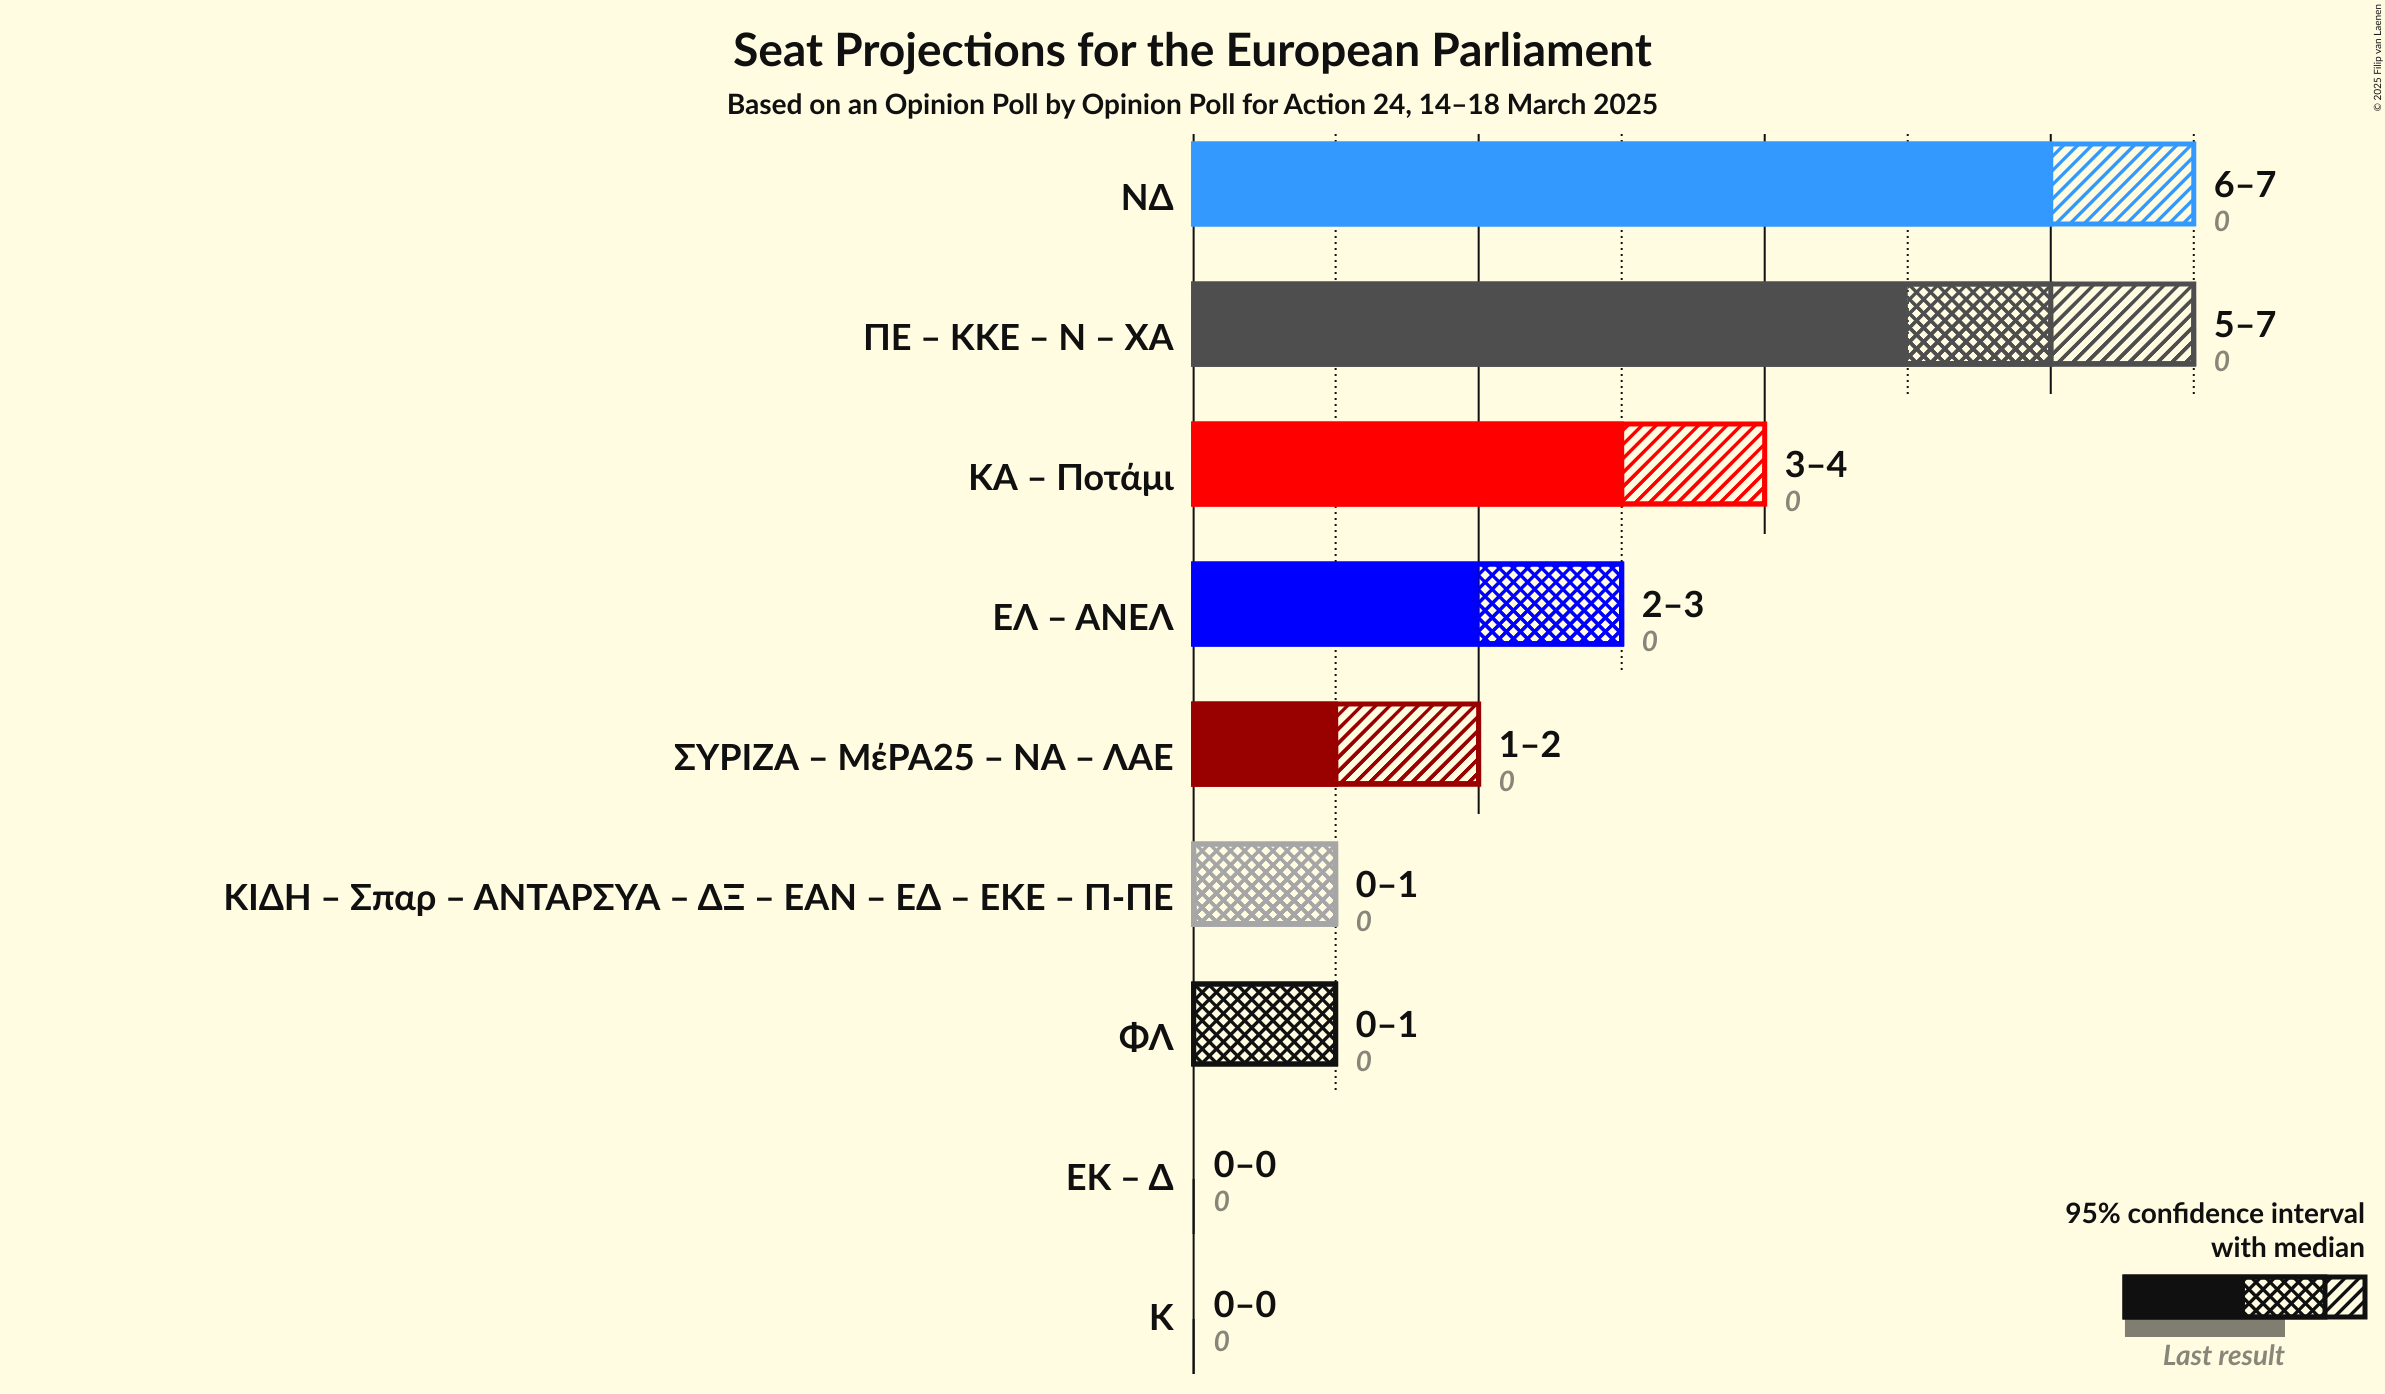 Seat Projections for the European Parliament
Based on an Opinion Poll by Opinion Poll for Action 24, 14–18 March 2025
© 2025 Filip van Laenen
ΝΔ
6–7
0
ΠΕ – ΚΚΕ – Ν – ΧΑ
5–7
0
ΚΑ – Ποτάμι
3–4
0
ΕΛ – ΑΝΕΛ
2–3
0
ΣΥΡΙΖΑ – ΜέΡΑ25 – ΝΑ – ΛΑΕ
1–2
0
ΚΙΔΗ – Σπαρ – ΑΝΤΑΡΣΥΑ – ΔΞ – ΕΑΝ – ΕΔ – ΕΚΕ – Π-ΠΕ
0–1
0
ΦΛ
0–1
0
ΕΚ – Δ
0–0
0
Κ
0–0
0
95% confidence interval
with median
Last result